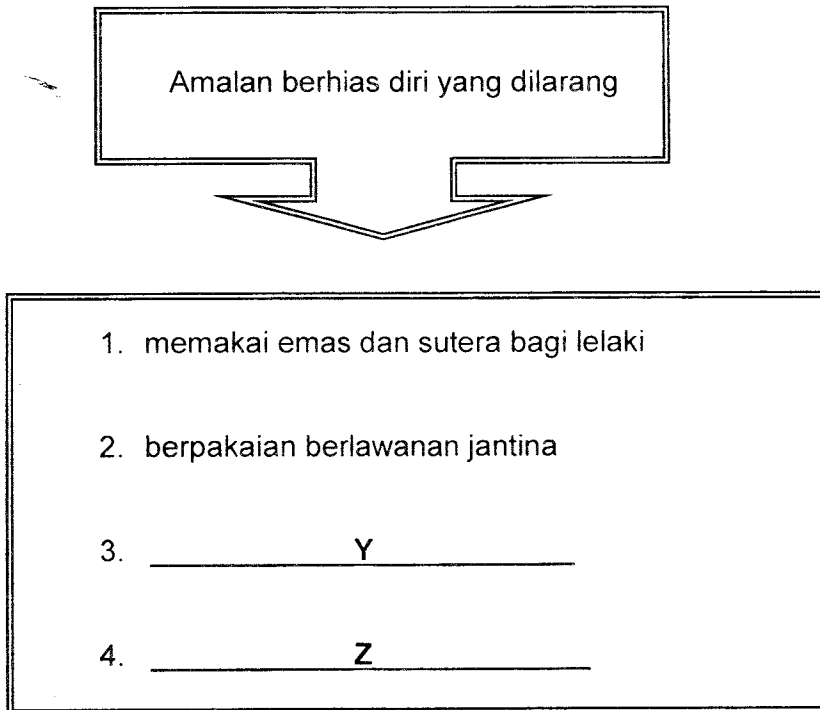 Amalan berhias diri yang dilarang
1. memakai emas dan sutera bagi lelaki
2. berpakaian berlawanan jantina
3. Y
4. Z